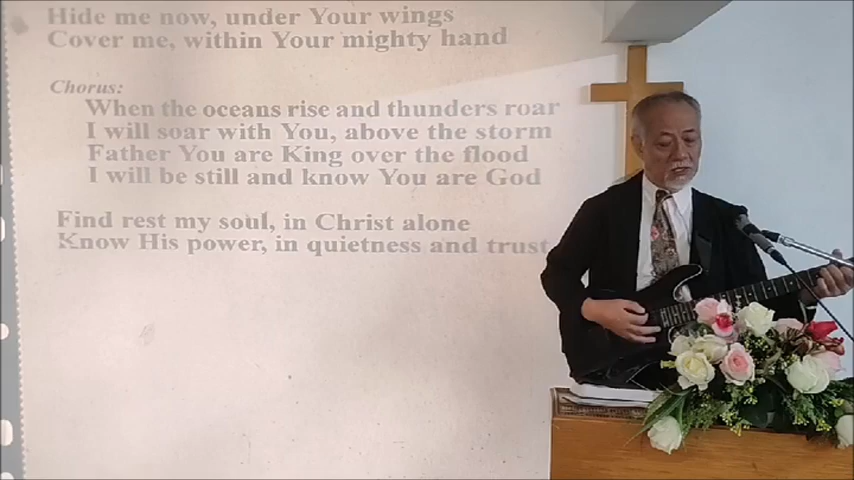 Hide me now, under Your wings
Cover me, within Your mighty hand
Chorus:
When the oceans rise and thunders roar
I will soar with You, above the storm
Father You are King over the flood
I will be still and know You are God
Find rest my soul, in Christ alone
Know His power, in quietness and trust